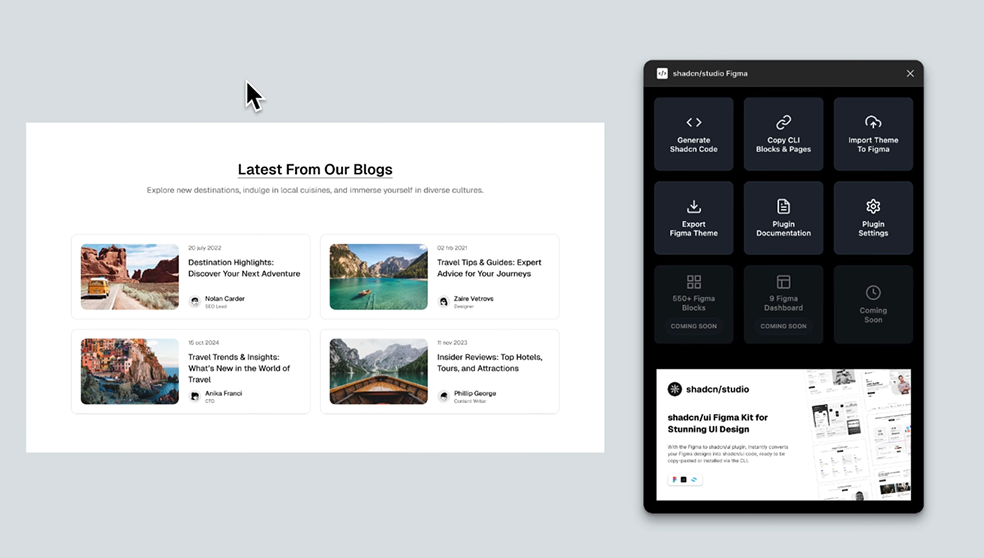 Latest From Our Blogs
Explore new destinations, indulge in local cuisines, and immerse yourself in diverse cultures.
20 july 2022
Destination Highlights:
Discover Your Next Adventure
Nolan Carder
SEO Lead
02 feb 2021
Travel Tips & Guides: Expert
Advice for Your Journeys
Zaire Vetrovs
Designer
15 oct 2024
Travel Trends & Insights:
What's New in the World of
Travel
Anika Franci
CTO
11 nov 2023
Insider Reviews: Top Hotels,
Tours, and Attractions
Phillip George
Content Writer
shadcn/studio Figma
Generate
Shadcn Code
Copy CLI
Blocks & Pages
Import Theme
To Figma
Export
Figma Theme
Plugin
Documentation
Plugin
Settings
550+ Figma
Blocks
COMING SOON
9 Figma
Dashboard
COMING SOON
Coming
Soon
shadcn/studio
shadcn/ui Figma Kit for
Stunning UI Design
With the Figma to shadcn/ui plugin, instantly converts
your Figma designs into shadcn/ui code, ready to be
copy-pasted or installed via the CLI.